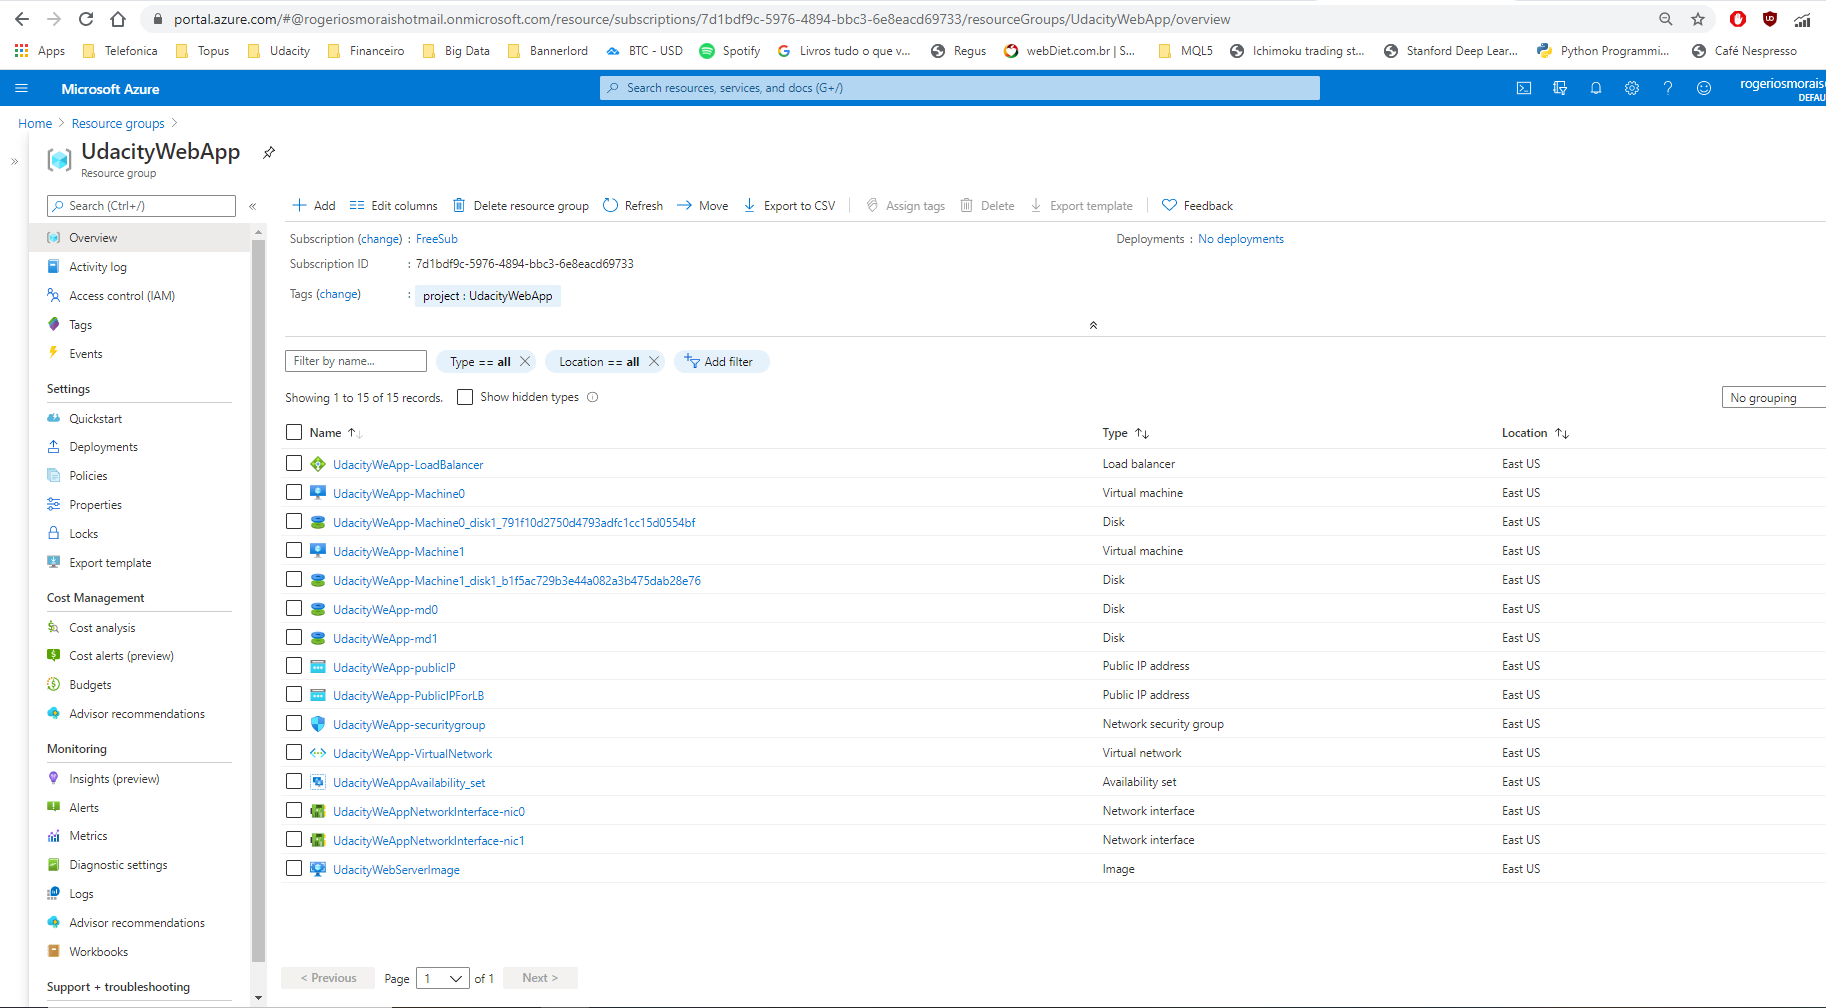 portal.azure.com/#@rogeriosmoraishotmail.onmicrosoft.com/resource/subscriptions/7d1bdf9c-5976-4894-bbc3-6e8eacd69733/resourceGroups/UdacityWebApp/overview
Apps Telefonica Topus Udacity Financeiro Big Data Bannerlord BTC - USD Spotify Livros tudo o que v... Regus webDiet.com.br | S... MQL5 Ichimoku trading st... Stanford Deep Lear... Python Programmi... Café Nespresso
Microsoft Azure
Search resources, services, and docs (G+/)
rogeriosmorais@
DEFAU
Home > Resource groups >
UdacityWebApp
Resource group
Search (Ctrl+/)
Overview
Activity log
Access control (IAM)
Tags
Events
Settings
Quickstart
Deployments
Policies
Properties
Locks
Export template
Cost Management
Cost analysis
Cost alerts (preview)
Budgets
Advisor recommendations
Monitoring
Insights (preview)
Alerts
Metrics
Diagnostic settings
Logs
Advisor recommendations
Workbooks
Support + troubleshooting
Add Edit columns Delete resource group Refresh Move Export to CSV Assign tags Delete Export template Feedback
Subscription (change) : FreeSub
Deployments : No deployments
Subscription ID : 7d1bdf9c-5976-4894-bbc3-6e8eacd69733
Tags (change) : project : UdacityWebApp
Filter by name... Type == all Location == all Add filter
Showing 1 to 15 of 15 records. Show hidden types
No grouping
Name Type Location
UdacityWeApp-LoadBalancer Load balancer East US
UdacityWeApp-Machine0 Virtual machine East US
UdacityWeApp-Machine0_disk1_791f10d2750d4793adfc1cc15d0554bf Disk East US
UdacityWeApp-Machine1 Virtual machine East US
UdacityWeApp-Machine1_disk1_b1f5ac729b3e44a082a3b475dab28e76 Disk East US
UdacityWeApp-md0 Disk East US
UdacityWeApp-md1 Disk East US
UdacityWeApp-publicIP Public IP address East US
UdacityWeApp-PublicIPForLB Public IP address East US
UdacityWeApp-securitygroup Network security group East US
UdacityWeApp-VirtualNetwork Virtual network East US
UdacityWeAppAvailability_set Availability set East US
UdacityWeAppNetworkInterface-nic0 Network interface East US
UdacityWeAppNetworkInterface-nic1 Network interface East US
UdacityWebServerImage Image East US
< Previous Page 1 of 1 Next >